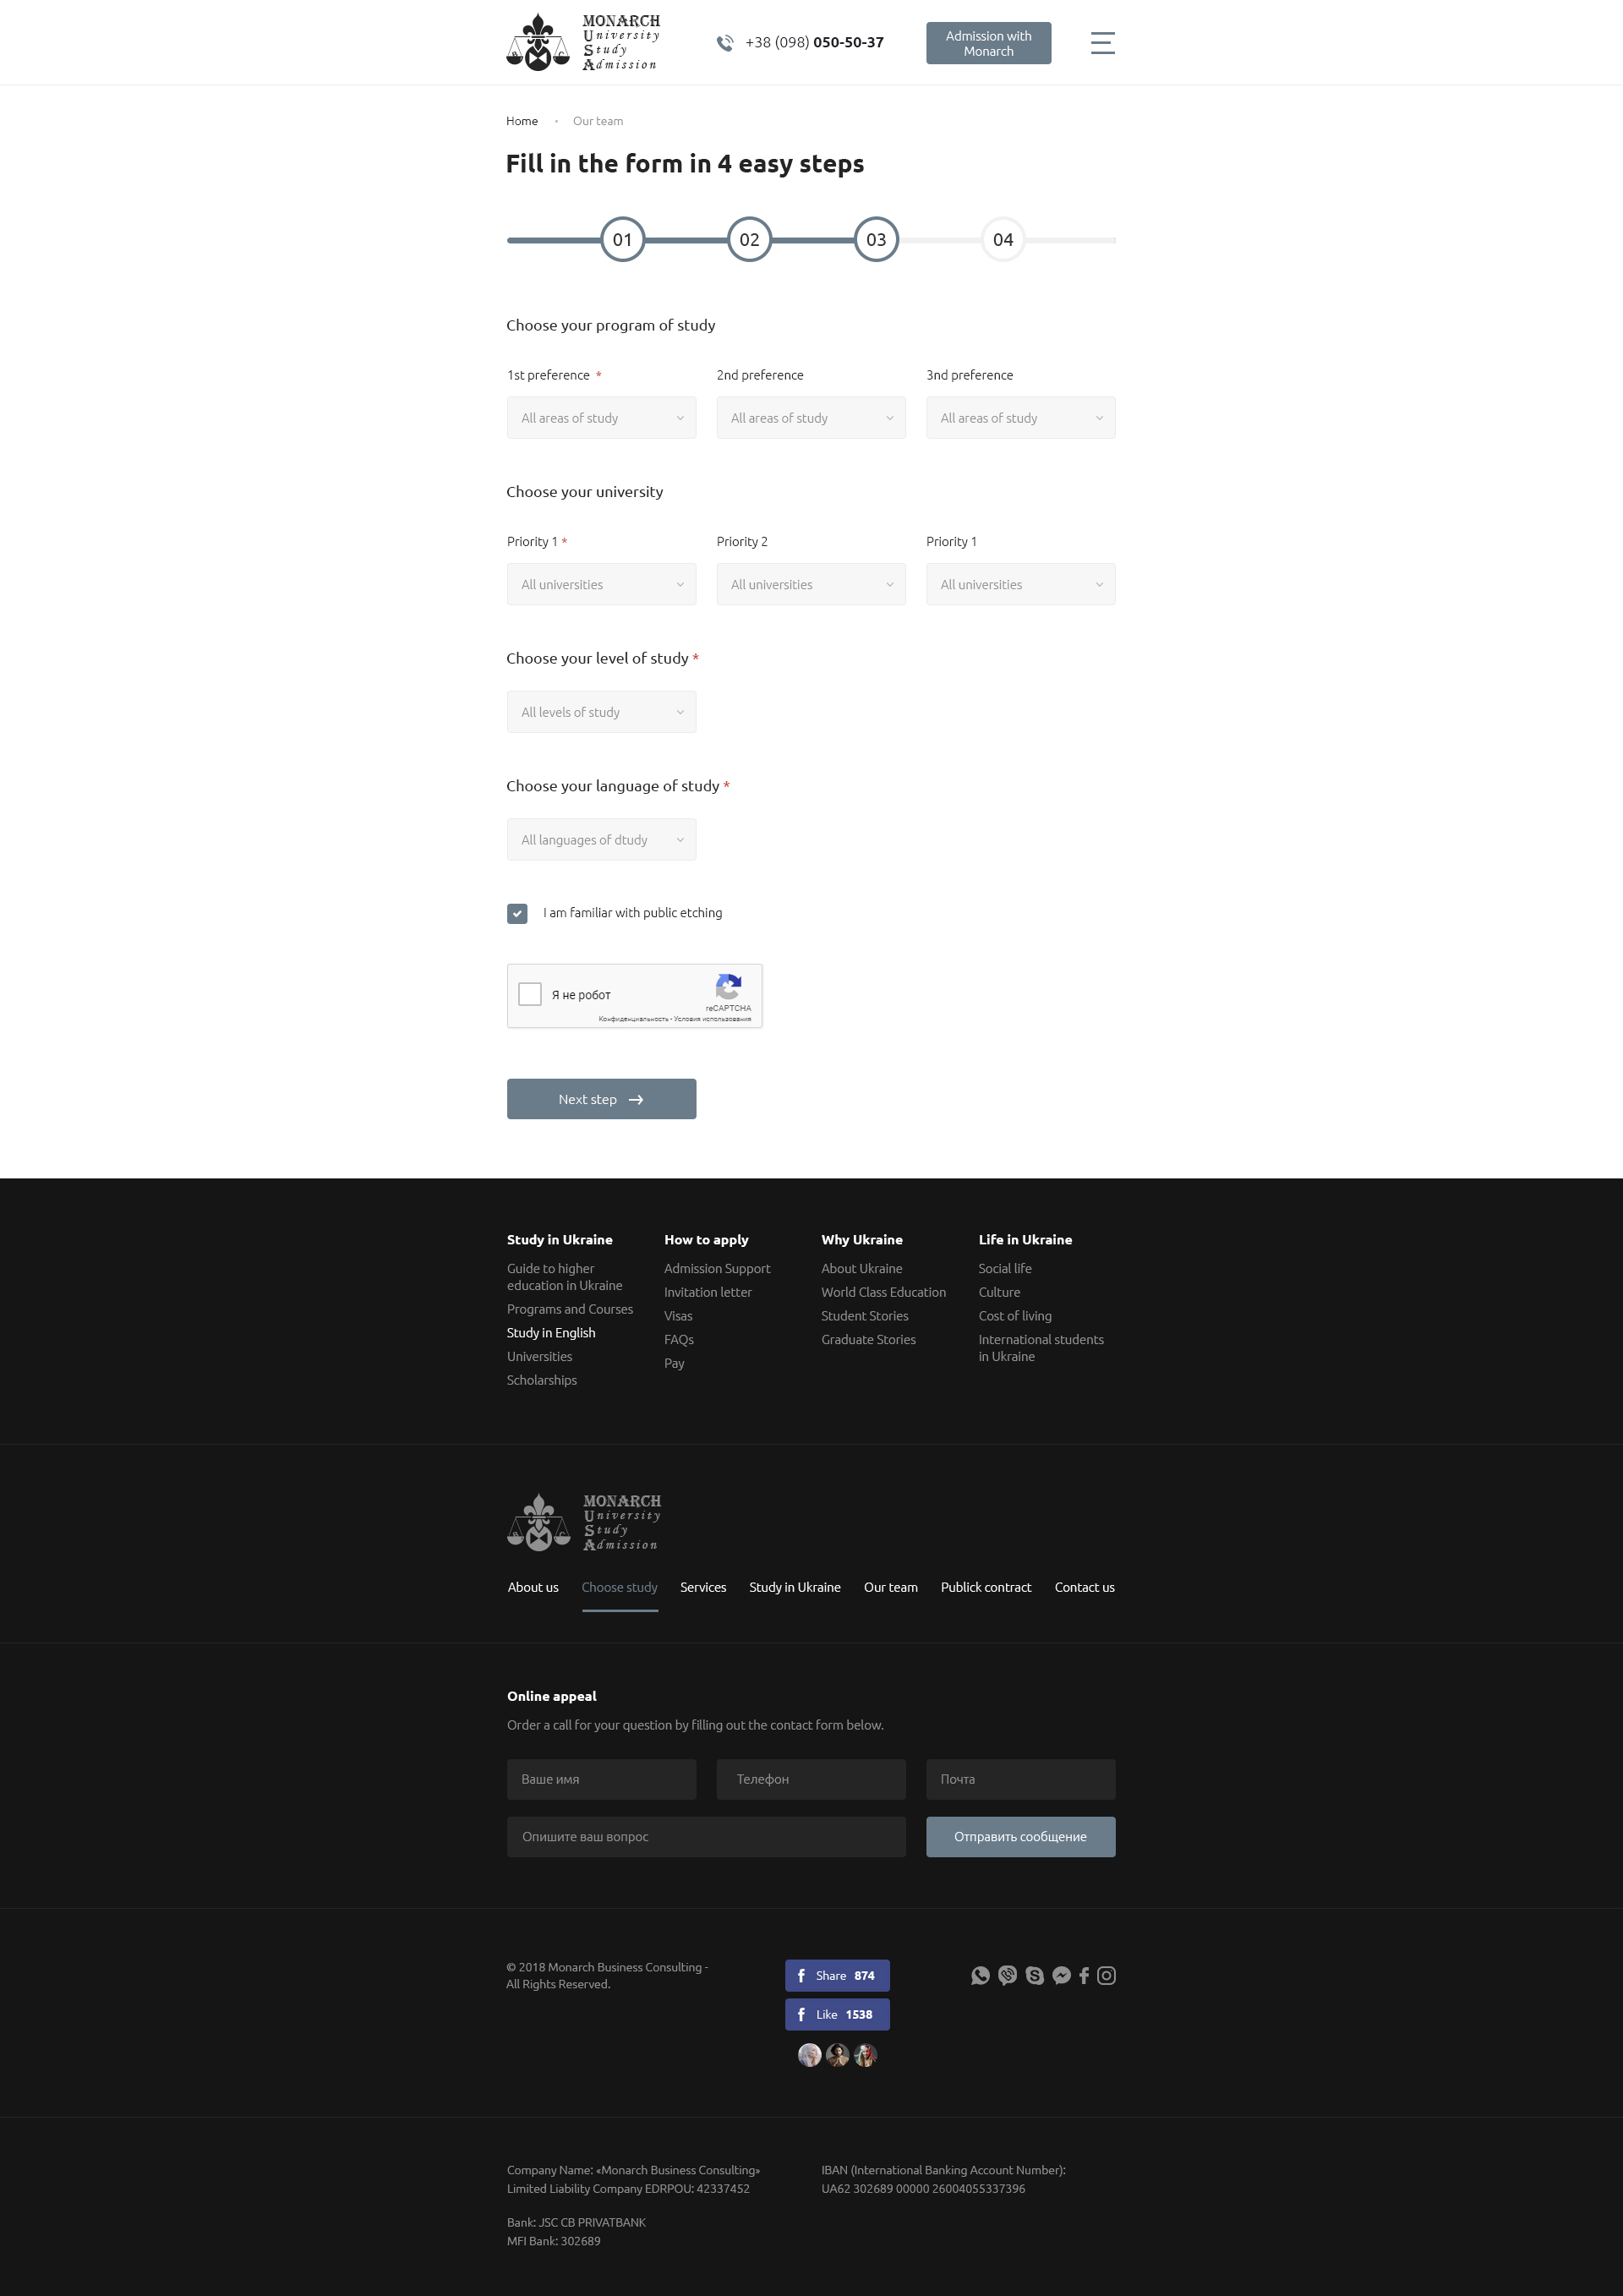 MONARCH
University
Study
Admission
+38 (098) 050-50-37
Admission with
Monarch
Home • Our team
Fill in the form in 4 easy steps
01 02 03 04
Choose your program of study
1st preference * 2nd preference 3nd preference
All areas of study All areas of study All areas of study
Choose your university
Priority 1 * Priority 2 Priority 1
All universities All universities All universities
Choose your level of study *
All levels of study
Choose your language of study *
All languages of dtudy
I am familiar with public etching
Я не робот
reCAPTCHA
Конфиденциальность - Условия использования
Next step
Study in Ukraine
Guide to higher
education in Ukraine
Programs and Courses
Study in English
Universities
Scholarships
How to apply
Admission Support
Invitation letter
Visas
FAQs
Pay
Why Ukraine
About Ukraine
World Class Education
Student Stories
Graduate Stories
Life in Ukraine
Social life
Culture
Cost of living
International students
in Ukraine
MONARCH
University
Study
Admission
About us Choose study Services Study in Ukraine Our team Publick contract Contact us
Online appeal
Order a call for your question by filling out the contact form below.
Ваше имя Телефон Почта
Опишите ваш вопрос Отправить сообщение
© 2018 Monarch Business Consulting -
All Rights Reserved.
Share 874
Like 1538
Company Name: «Monarch Business Consulting»
Limited Liability Company EDRPOU: 42337452
Bank: JSC CB PRIVATBANK
MFI Bank: 302689
IBAN (International Banking Account Number):
UA62 302689 00000 26004055337396